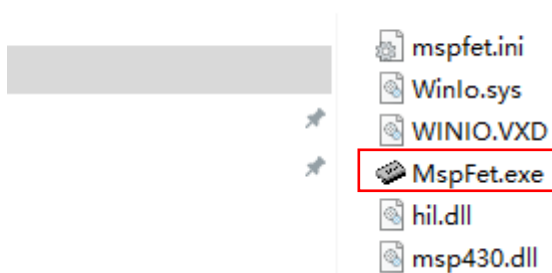 mspfet.ini
WinIo.sys
WINIO.VXD
MspFet.exe
hil.dll
msp430.dll